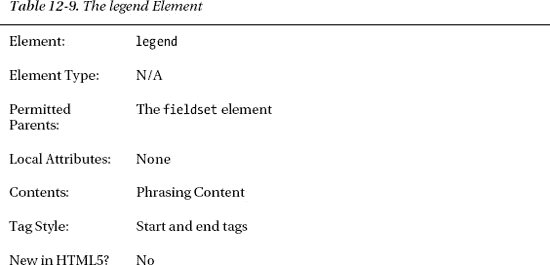 Table 12-9. The legend Element
Element: legend
Element Type: N/A
Permitted The fieldset element
Parents:
Local Attributes: None
Contents: Phrasing Content
Tag Style: Start and end tags
New in HTML5? No